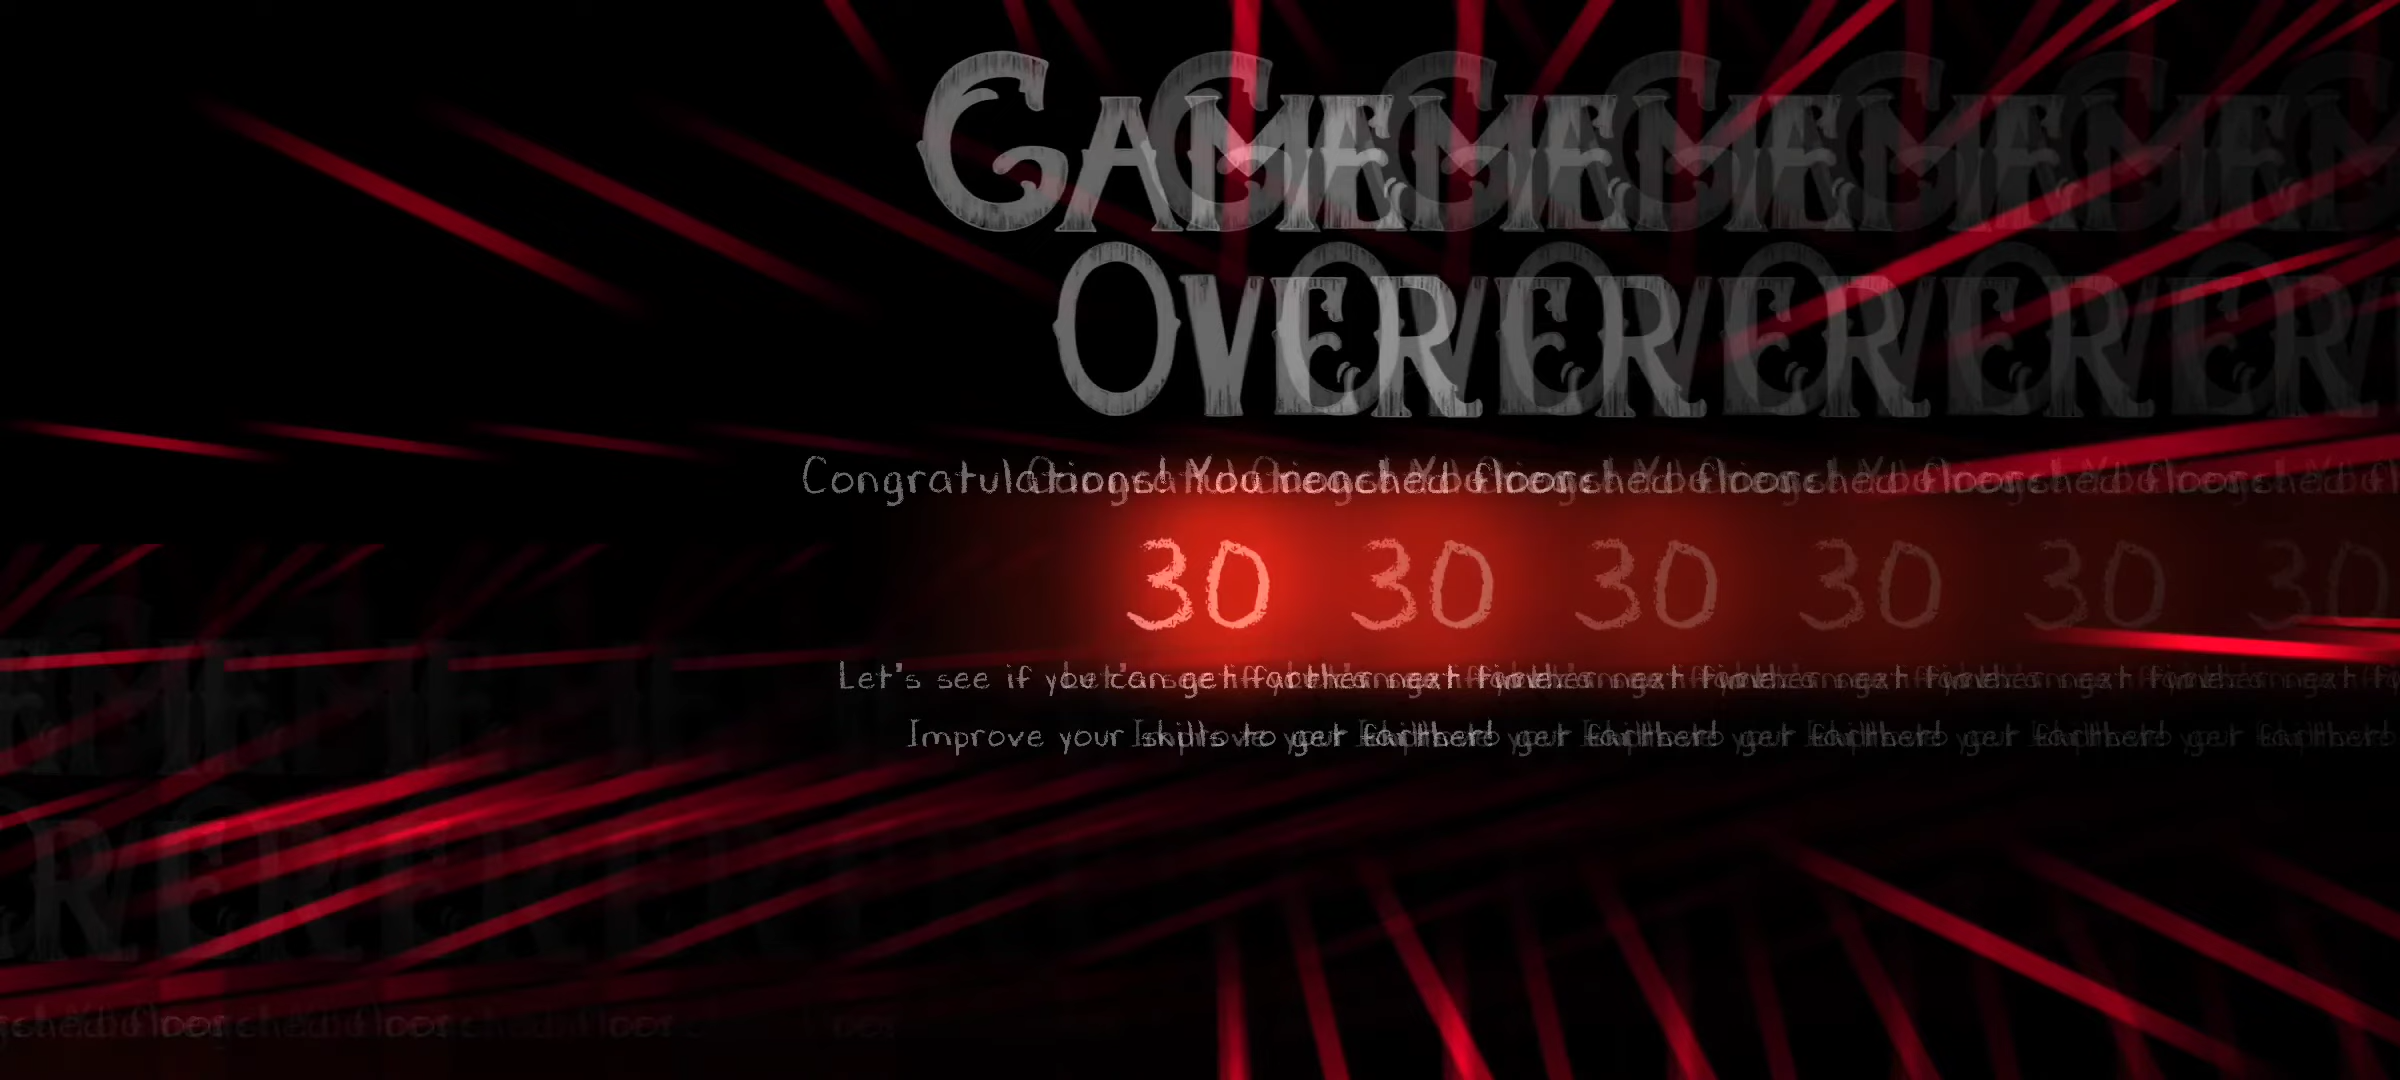 Game
Over
Congratulations! You reached floor
30
Let's see if you can get farther next time
Improve your skills to get farther!